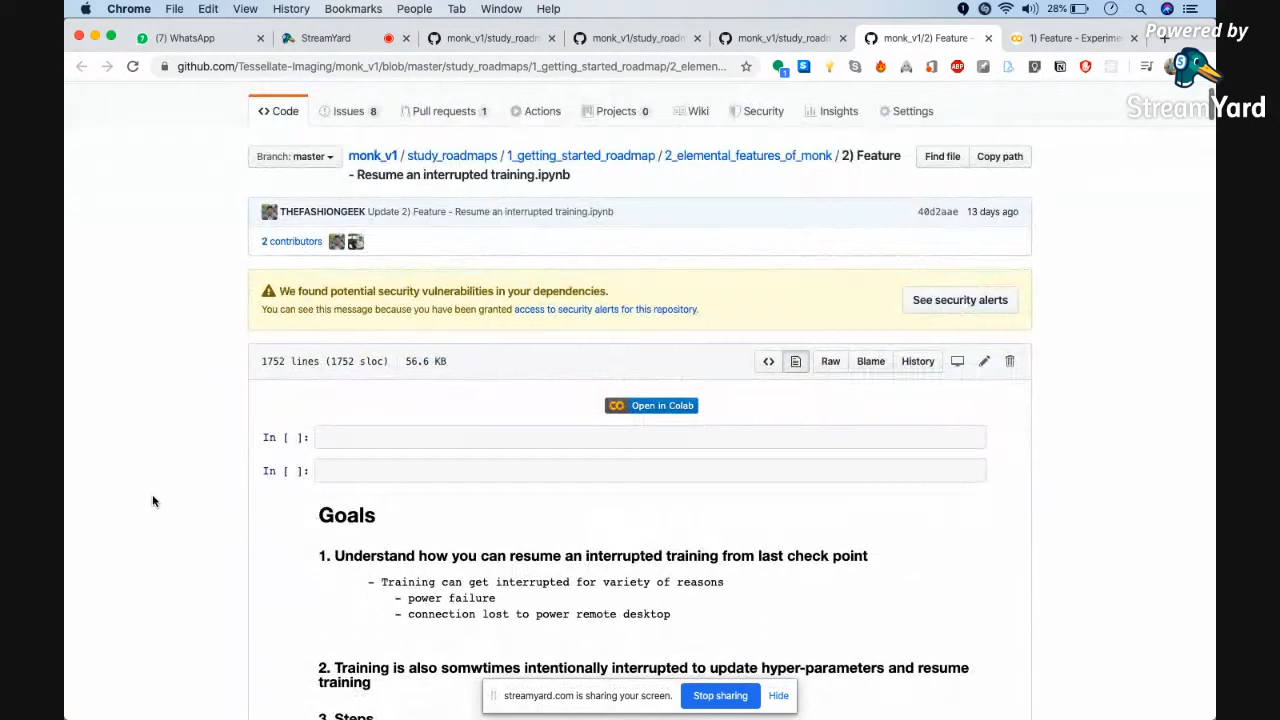 Chrome File Edit View History Bookmarks People Tab Window Help 28%
(7) WhatsApp StreamYard monk_v1/study_roadm monk_v1/study_roadm monk_v1/study_roadm monk_v1/2) Feature - 1) Feature - Experime
Powered by
StreamYard
github.com/Tessellate-Imaging/monk_v1/blob/master/study_roadmaps/1_getting_started_roadmap/2_elemen...
Code Issues 8 Pull requests 1 Actions Projects 0 Wiki Security Insights Settings
Branch: master monk_v1 / study_roadmaps / 1_getting_started_roadmap / 2_elemental_features_of_monk / 2) Feature Find file Copy path
- Resume an interrupted training.ipynb
THEFASHIONGEEK Update 2) Feature - Resume an interrupted training.ipynb 40d2aae 13 days ago
2 contributors
We found potential security vulnerabilities in your dependencies. See security alerts
You can see this message because you have been granted access to security alerts for this repository.
1752 lines (1752 sloc) 56.6 KB <> Raw Blame History
Open in Colab
In [ ]:
In [ ]:
Goals
1. Understand how you can resume an interrupted training from last check point
- Training can get interrupted for variety of reasons
- power failure
- connection lost to power remote desktop
2. Training is also somwtimes intentionally interrupted to update hyper-parameters and resume
training
streamyard.com is sharing your screen. Stop sharing Hide
3. Steps